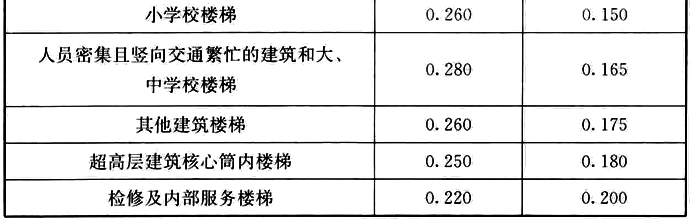 小学校楼梯 0.260 0.150
人员密集且竖向交通繁忙的建筑和大、
中学校楼梯 0.280 0.165
其他建筑楼梯 0.260 0.175
超高层建筑核心筒内楼梯 0.250 0.180
检修及内部服务楼梯 0.220 0.200